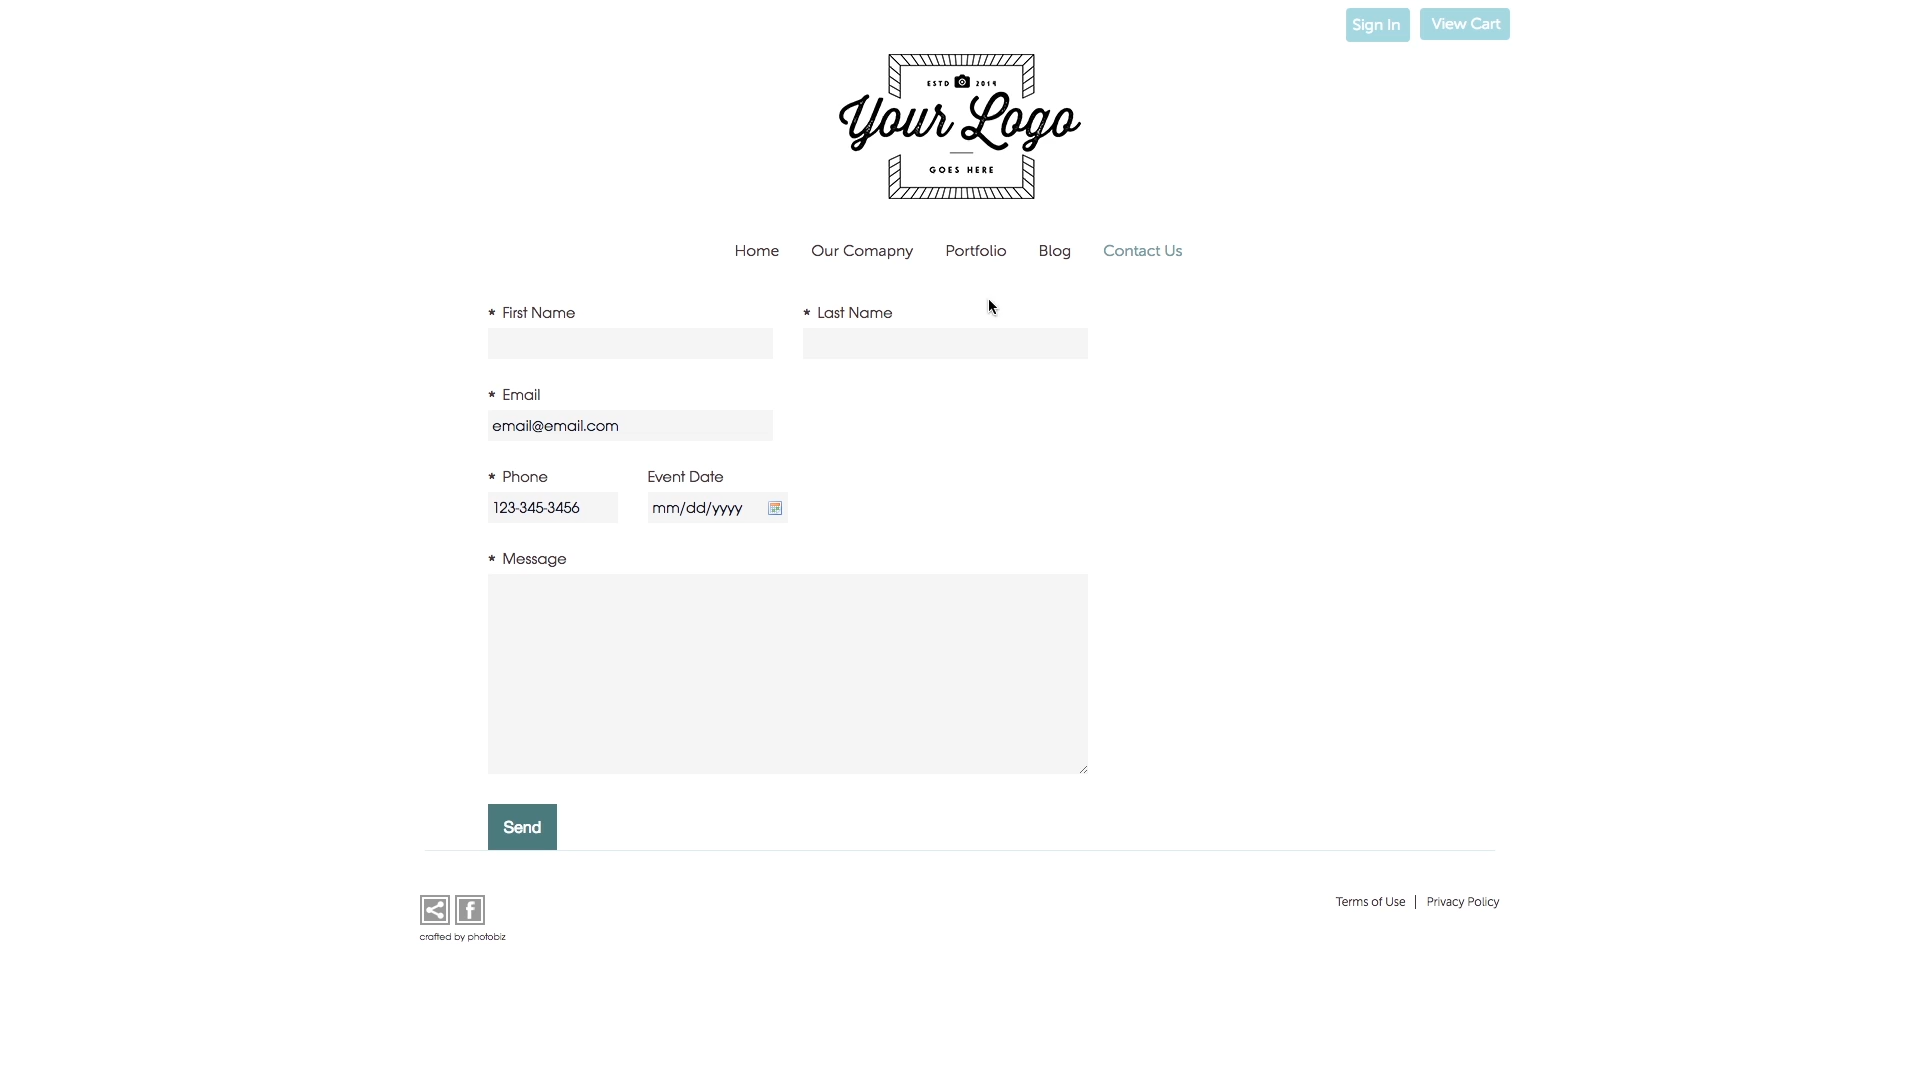 Sign In View Cart
ESTD 2019
Your Logo
GOES HERE
Home Our Comapny Portfolio Blog Contact Us
* First Name * Last Name
* Email
email@email.com
* Phone Event Date
123-345-3456 mm/dd/yyyy
* Message
Send
Terms of Use | Privacy Policy
crafted by photobiz